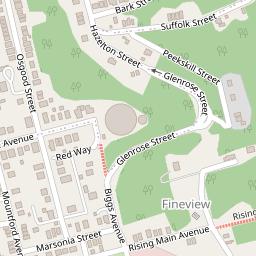 Bark Street
Suffolk Street
Hazelton Street
Peekskill Street
Glenrose Street
Osgood Street
Avenue
Red Way
Glenrose Street
Fineview
Mountford Ave
Biggs Avenue
Rising
Marsonia Street
Rising Main Avenue